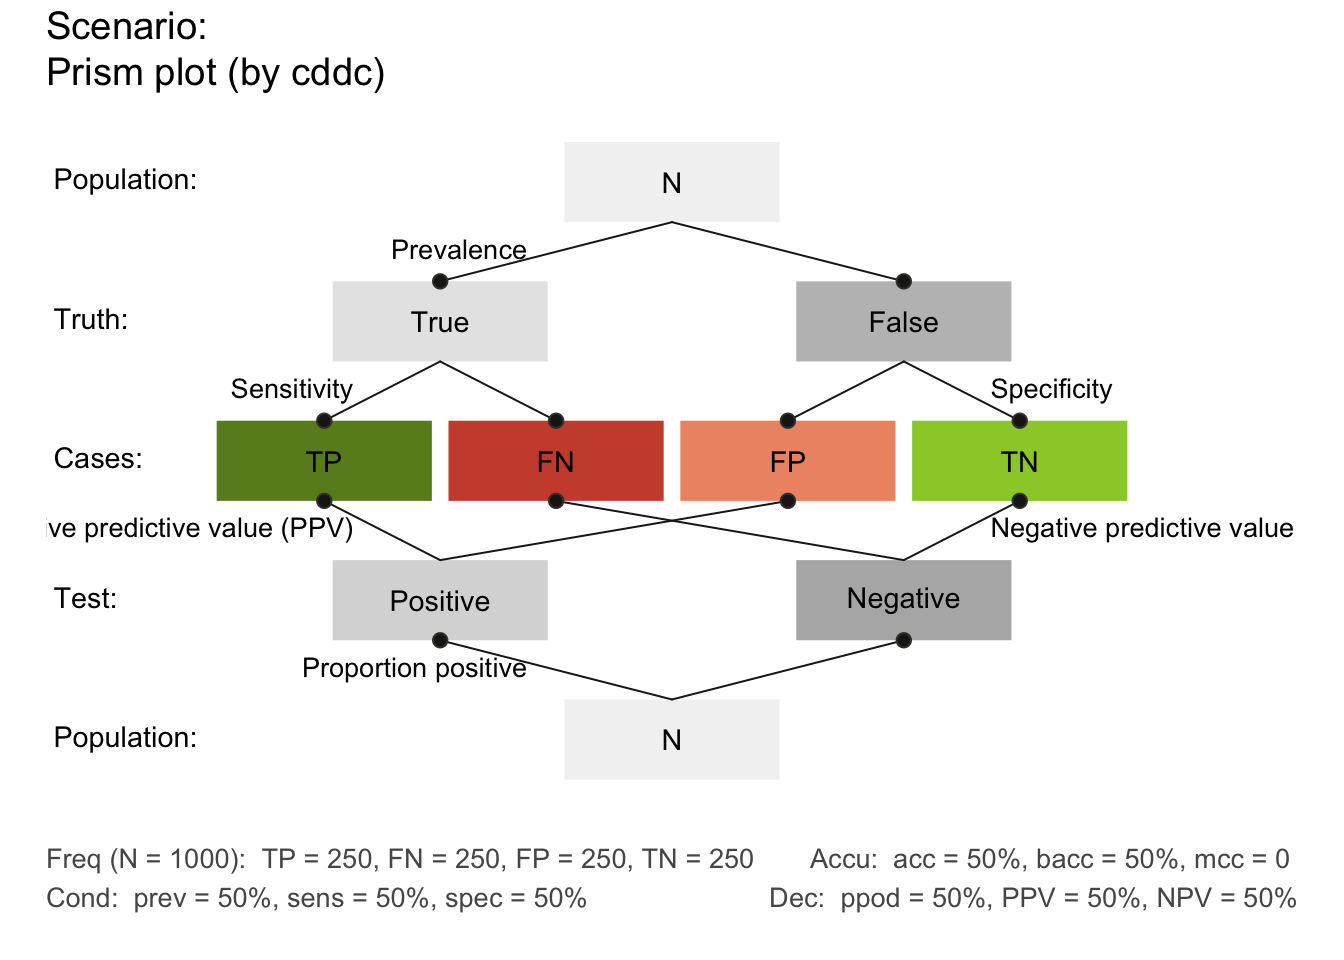 Scenario:
Prism plot (by cddc)
Population:
N
Prevalence
Truth:
True
False
Sensitivity
Specificity
Cases:
TP
FN
FP
TN
ive predictive value (PPV)
Negative predictive value
Test:
Positive
Negative
Proportion positive
Population:
N
Freq (N = 1000):  TP = 250, FN = 250, FP = 250, TN = 250
Accu:  acc = 50%, bacc = 50%, mcc = 0
Cond:  prev = 50%, sens = 50%, spec = 50%
Dec:  ppod = 50%, PPV = 50%, NPV = 50%